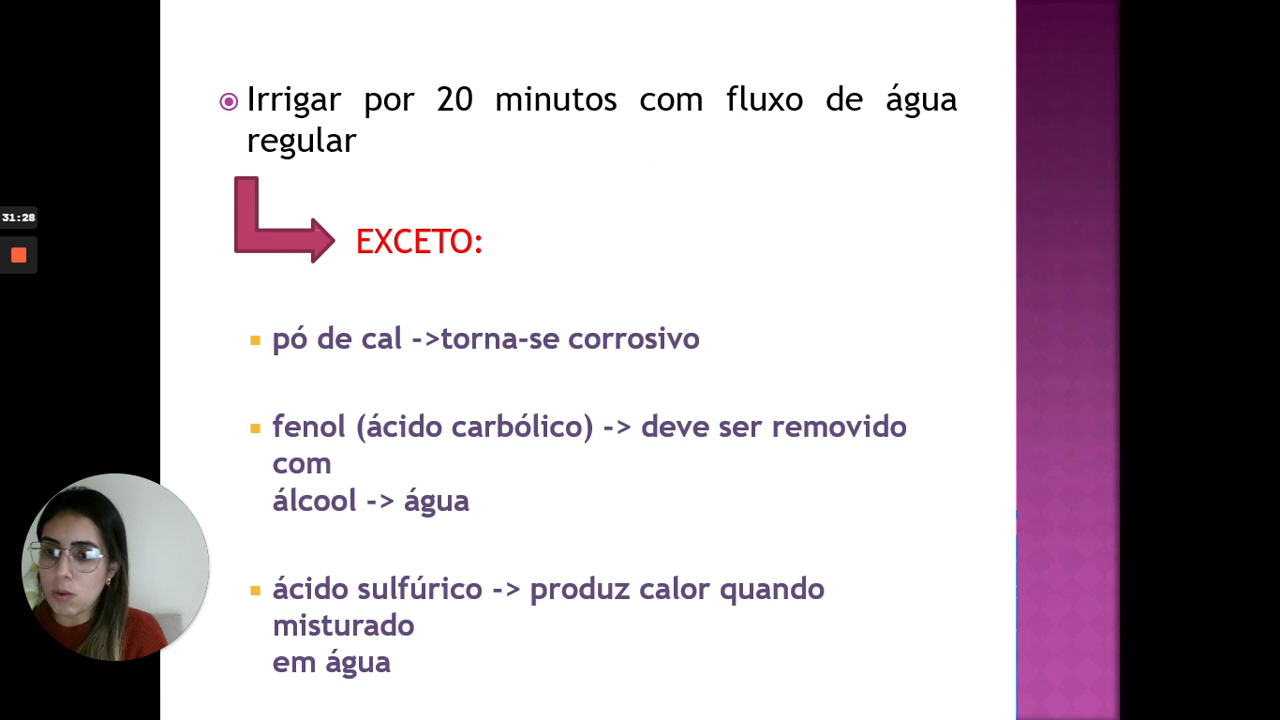 Irrigar por 20 minutos com fluxo de água
regular
31:28
EXCETO:
pó de cal ->torna-se corrosivo
fenol (ácido carbólico) -> deve ser removido
com
álcool -> água
ácido sulfúrico -> produz calor quando
misturado
em água